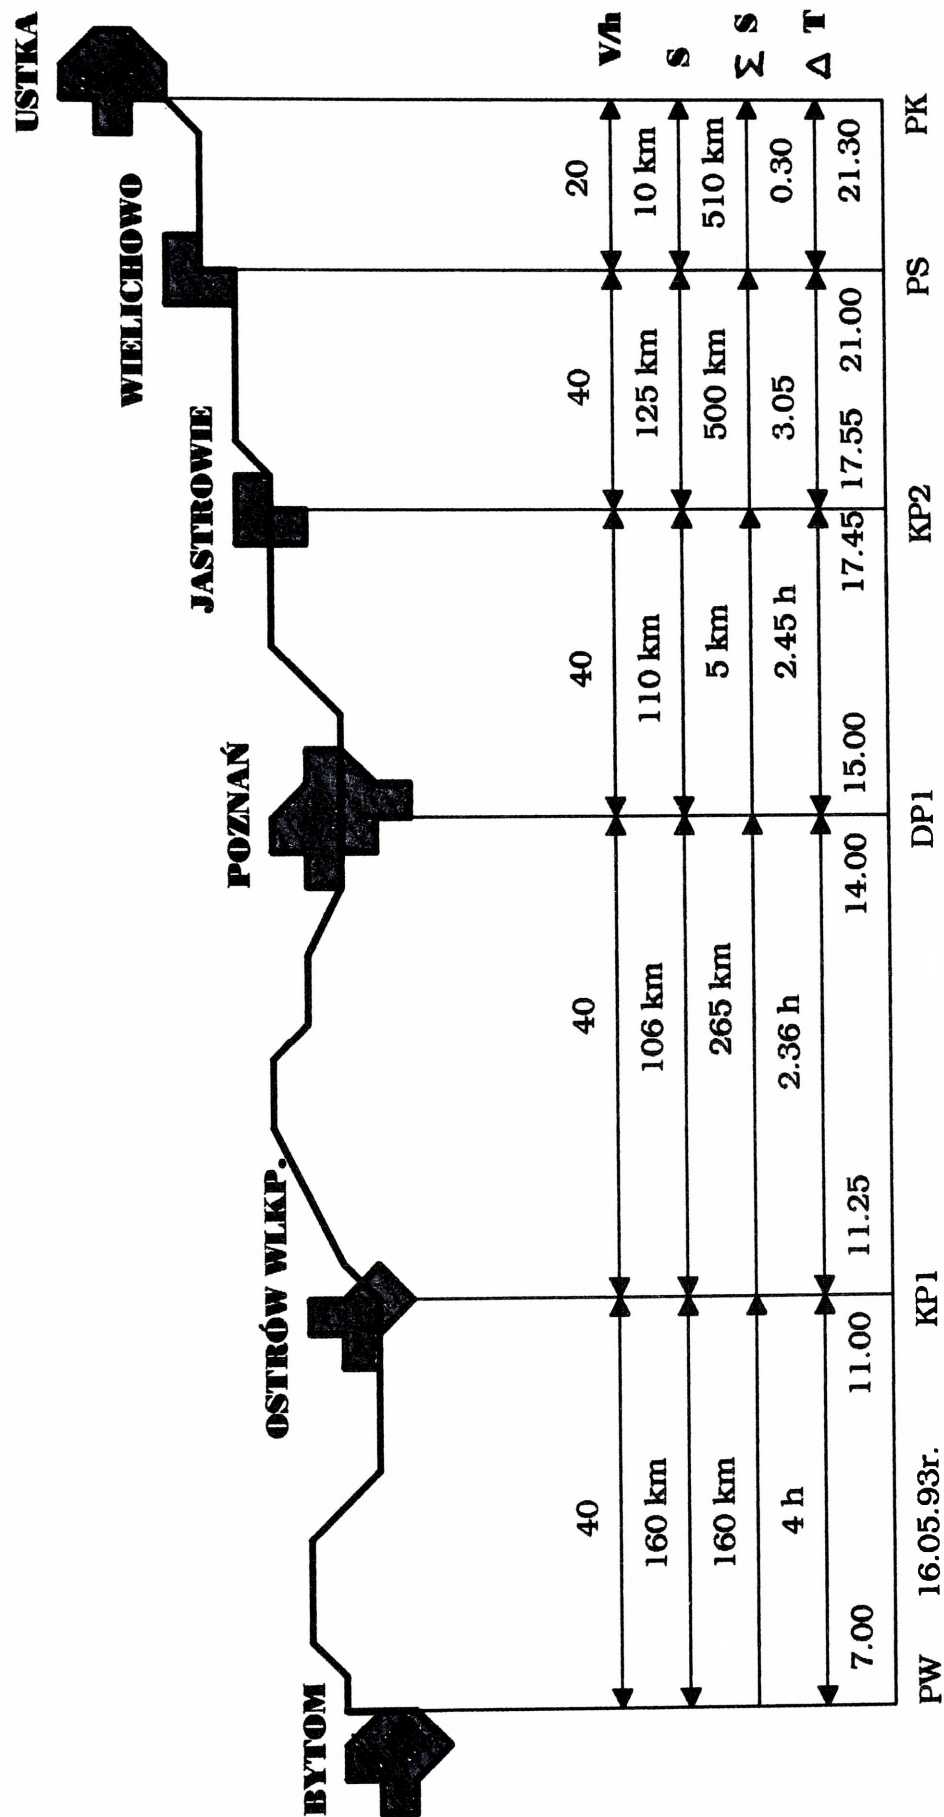 BYTOM
OSTRÓW WLKP.
POZNAŃ
JASTROWIE
WIELICHOWO
USTKA
40 40 40 40 20 V/h
160 km 106 km 110 km 125 km 10 km S
160 km 265 km 5 km 500 km 510 km Σ S
4 h 2.36 h 2.45 h 3.05 0.30 Δ T
7.00 11.00 11.25 14.00 15.00 17.45 17.55 21.00 21.30
PW 16.05.93r. KP1 DP1 KP2 PS PK